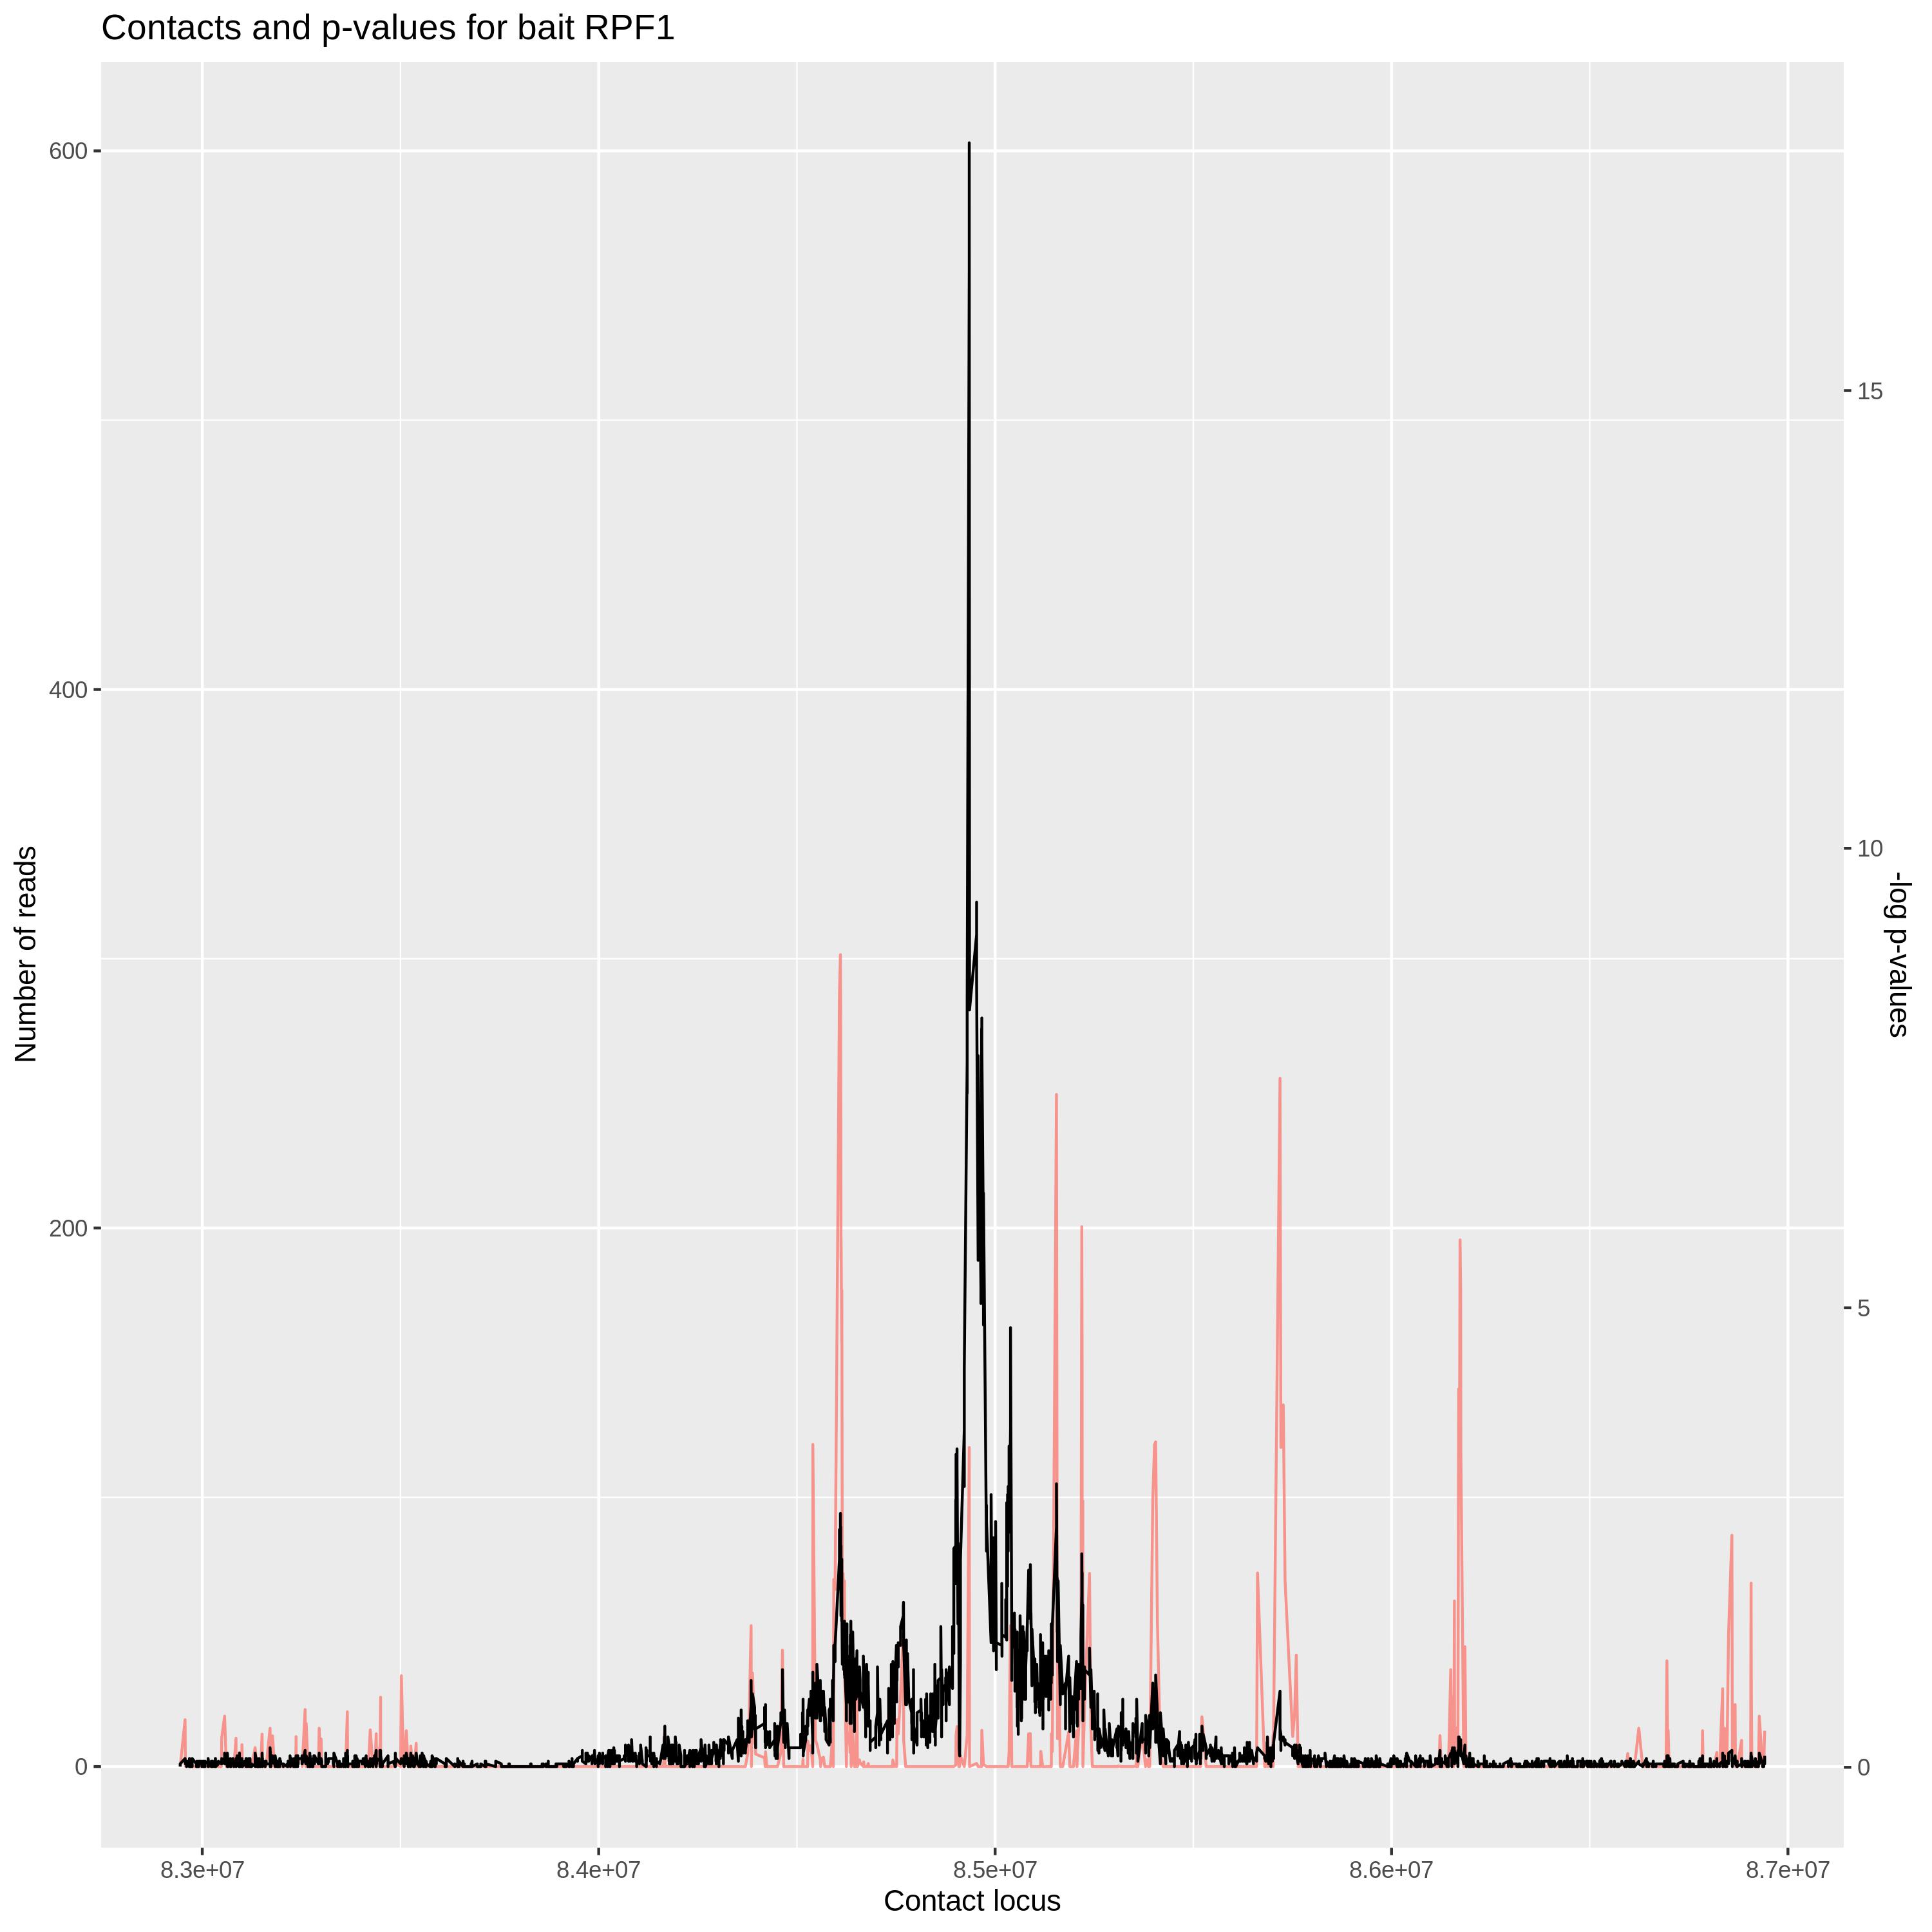 Contacts and p-values for bait RPF1
600
400
200
0
Number of reads
15
10
5
0
-log p-values
8.3e+07
8.4e+07
8.5e+07
8.6e+07
8.7e+07
Contact locus